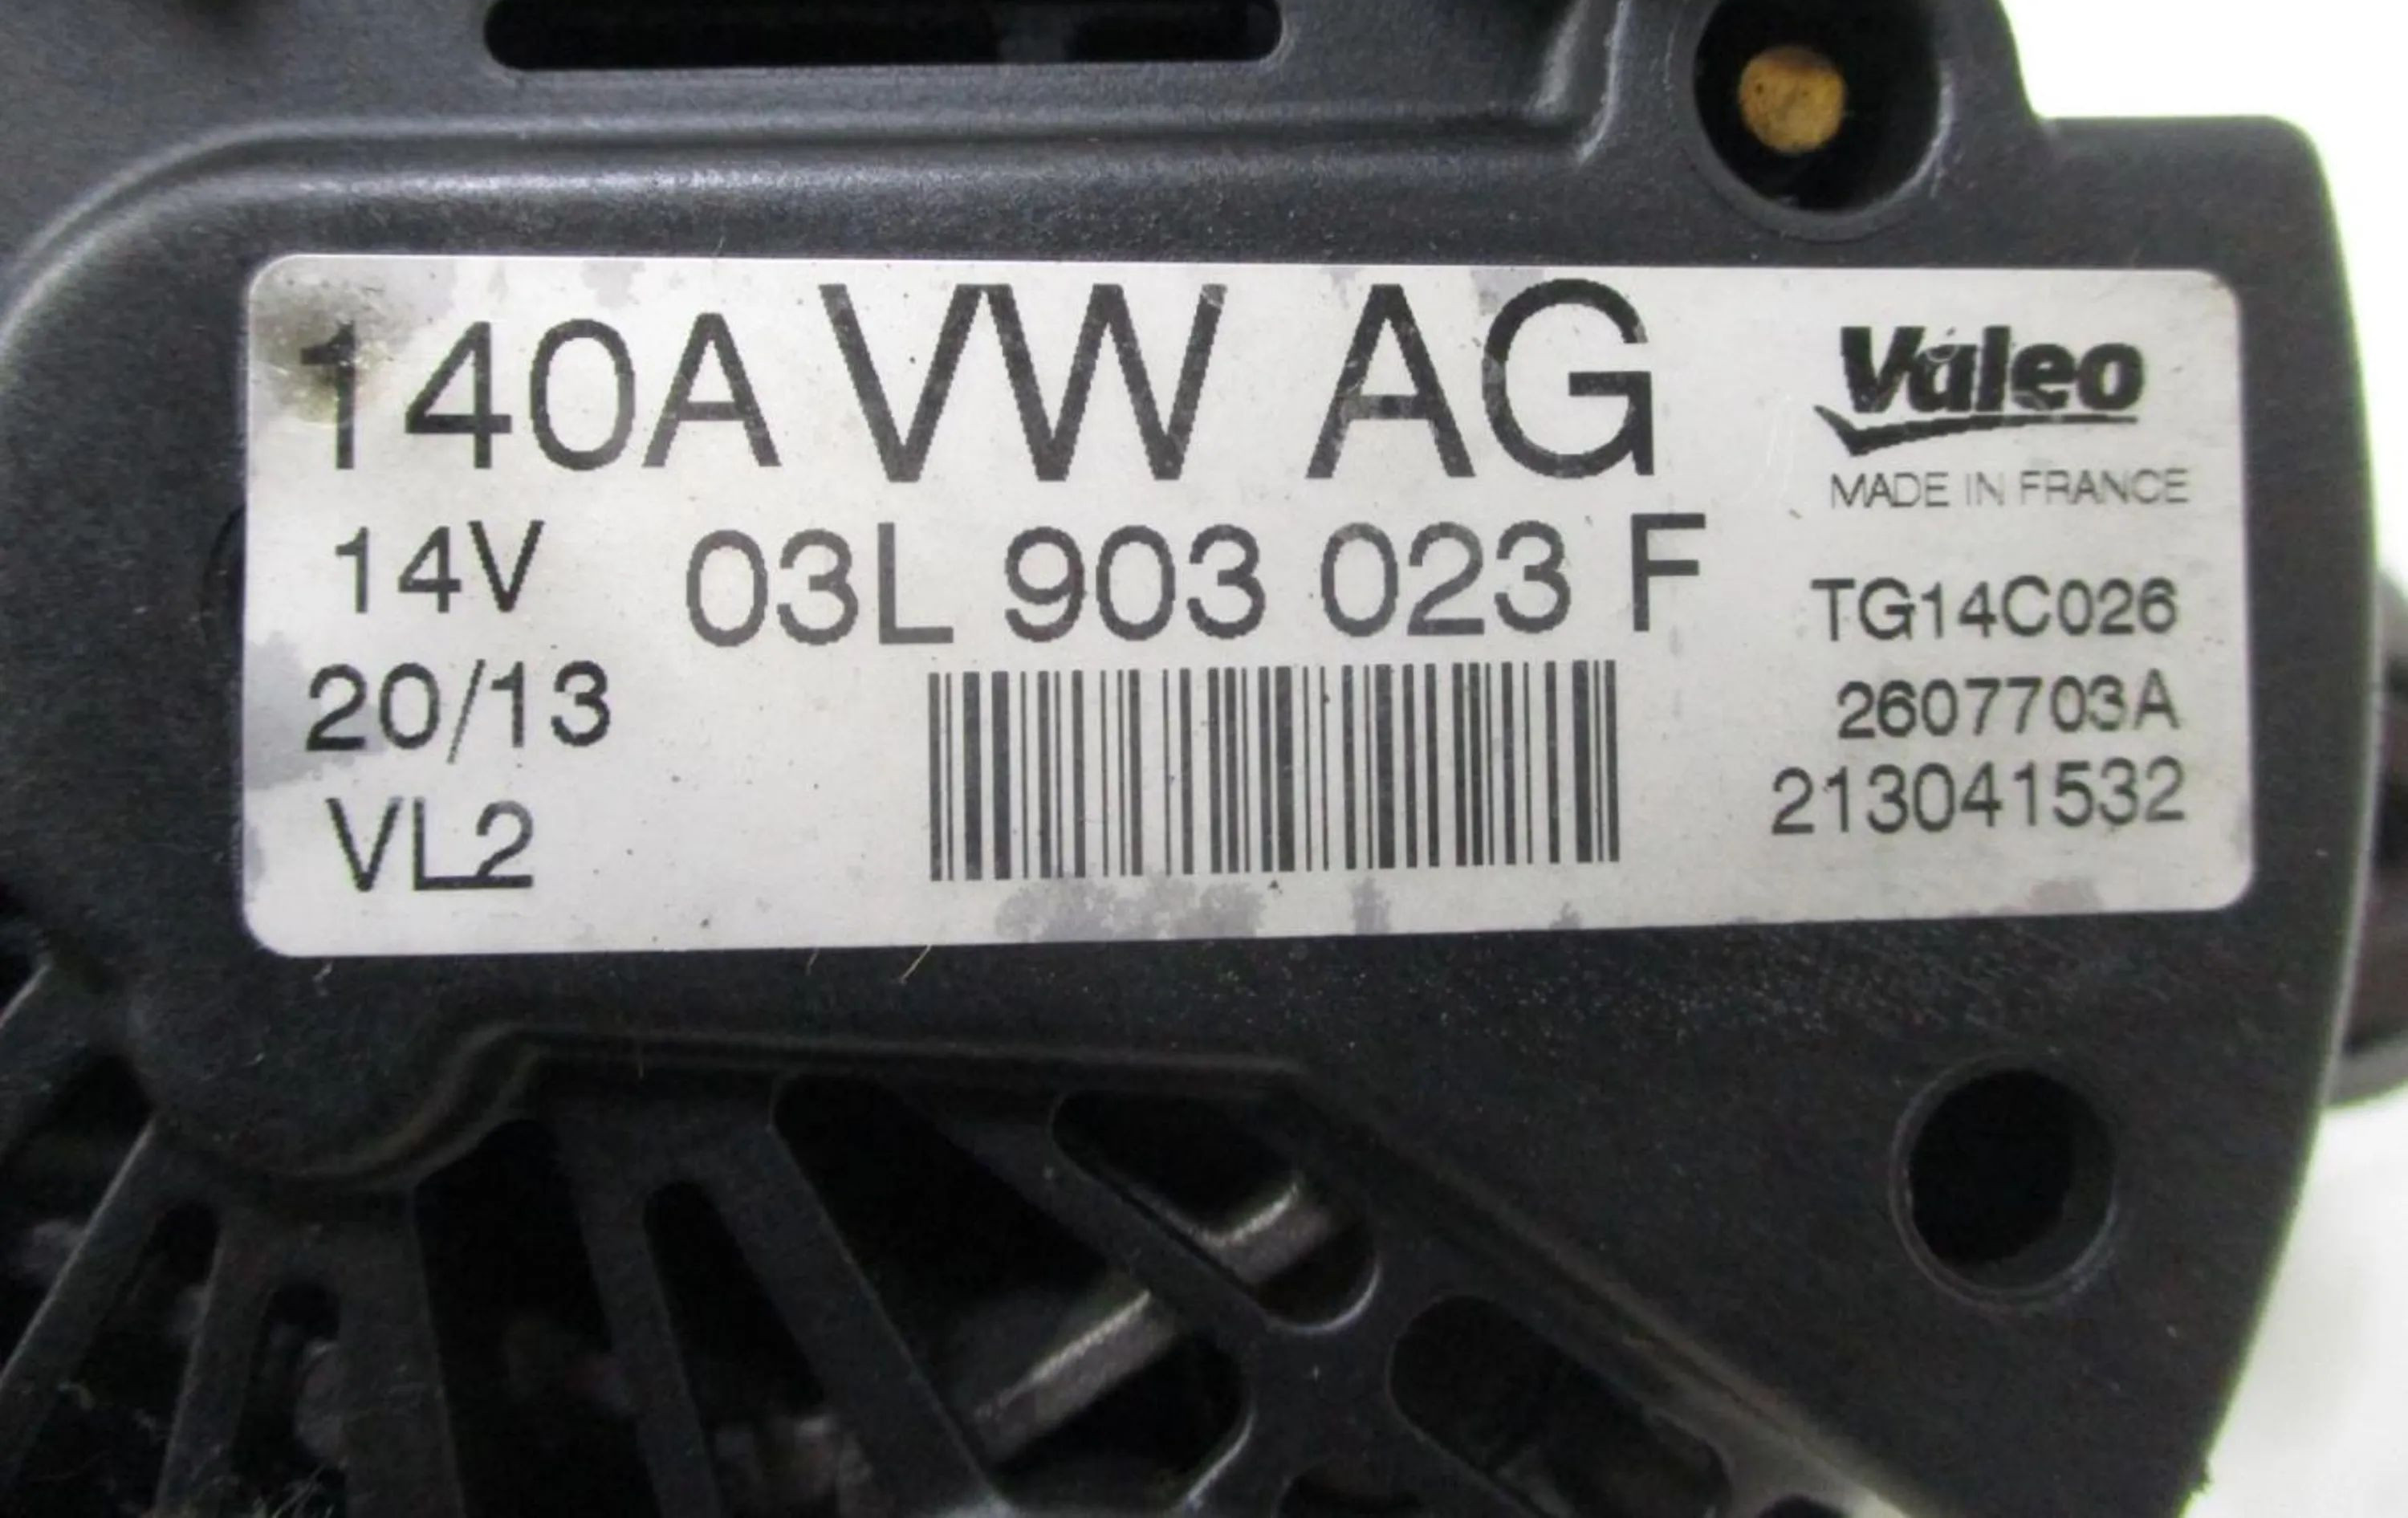 140A VW AG
14V 03L 903 023 F
20/13
VL2
Valeo
MADE IN FRANCE
TG14C026
2607703A
213041532